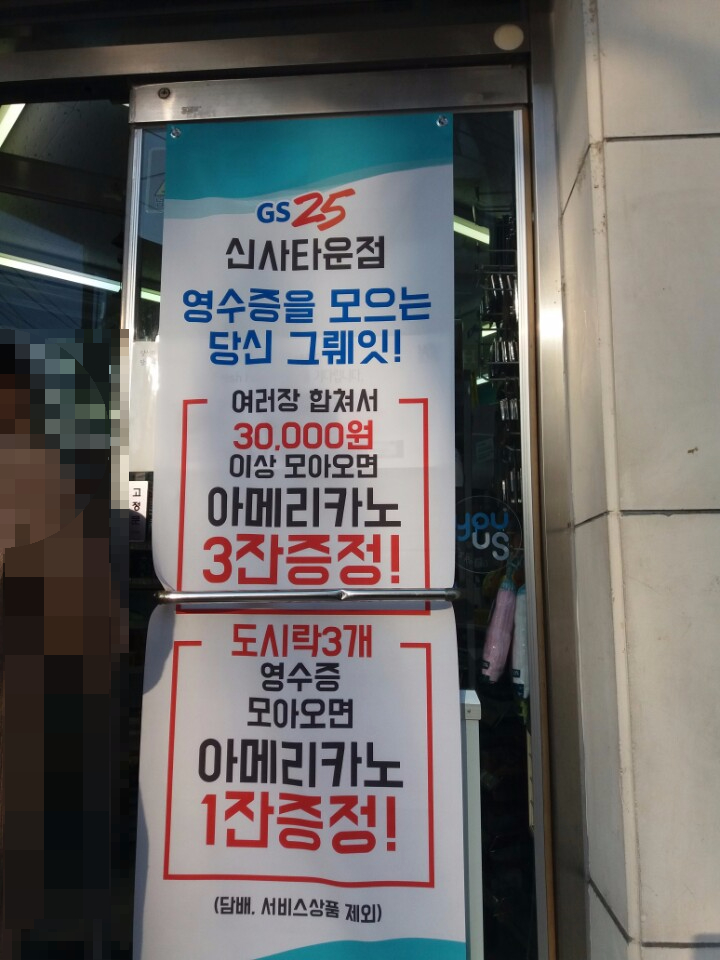 GS25
신사타운점
영수증을 모으는
당신 그뤠잇!
여러장 합쳐서
30,000원
이상 모아오면
아메리카노
3잔증정!
도시락3개
영수증
모아오면
아메리카노
1잔증정!
(담배, 서비스상품 제외)
고정
you
us